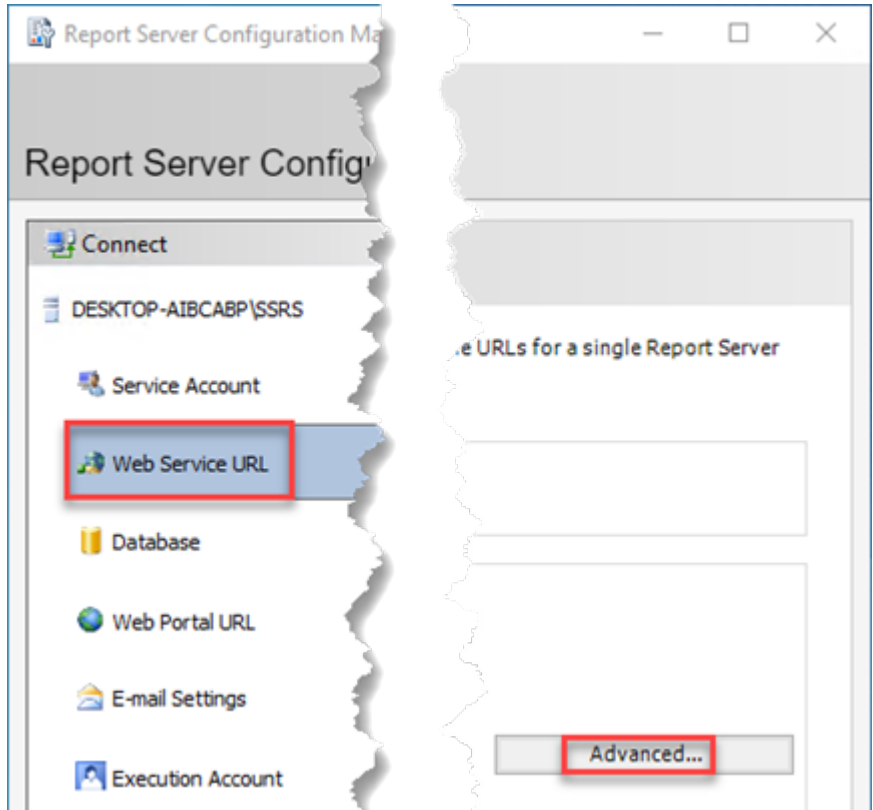 Report Server Configuration Ma
Report Server Config
Connect
DESKTOP-AIBCABP\SSRS
e URLs for a single Report Server
Service Account
Web Service URL
Database
Web Portal URL
E-mail Settings
Advanced...
Execution Account